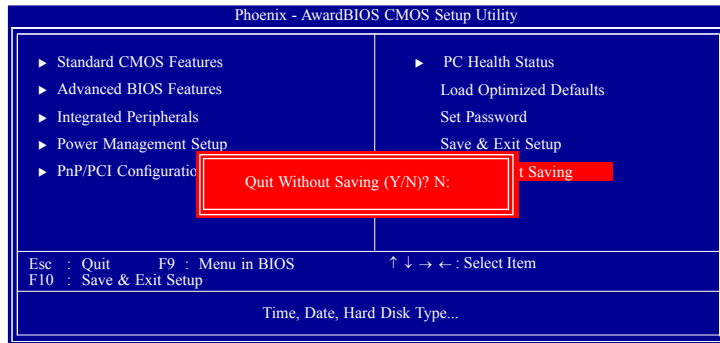 Phoenix - AwardBIOS CMOS Setup Utility
► Standard CMOS Features
► Advanced BIOS Features
► Integrated Peripherals
► Power Management Setup
► PnP/PCI Configuratio
► PC Health Status
Load Optimized Defaults
Set Password
Save & Exit Setup
t Saving
Quit Without Saving (Y/N)? N:
Esc : Quit F9 : Menu in BIOS ↑ ↓ → ← : Select Item
F10 : Save & Exit Setup
Time, Date, Hard Disk Type...